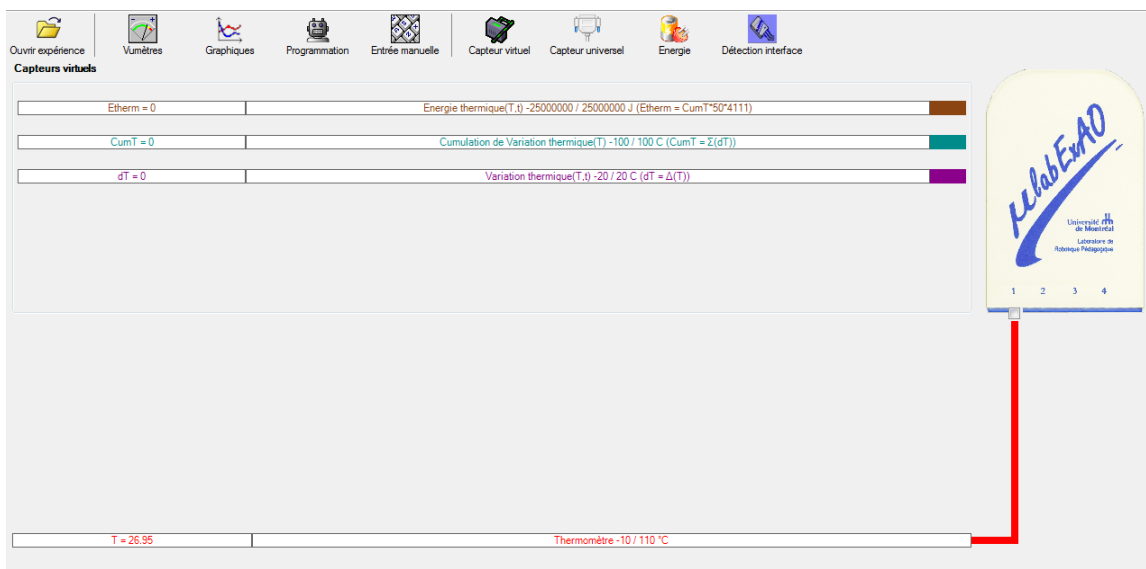 Ouvrir expérience
Vumètres
Graphiques
Programmation
Entrée manuelle
Capteur virtuel
Capteur universel
Energie
Détection interface
Capteurs virtuels
Etherm = 0
Energie thermique(T,t) -25000000 / 25000000 J (Etherm = CumT*50*4111)
CumT = 0
Cumulation de Variation thermique(T) -100 / 100 C (CumT = Σ(dT))
dT = 0
Variation thermique(T,t) -20 / 20 C (dT = Δ(T))
µlabExAO
Université
de Montréal
Laboratoire de
Robotique Pédagogique
1 2 3 4
T = 26.95
Thermomètre -10 / 110 °C